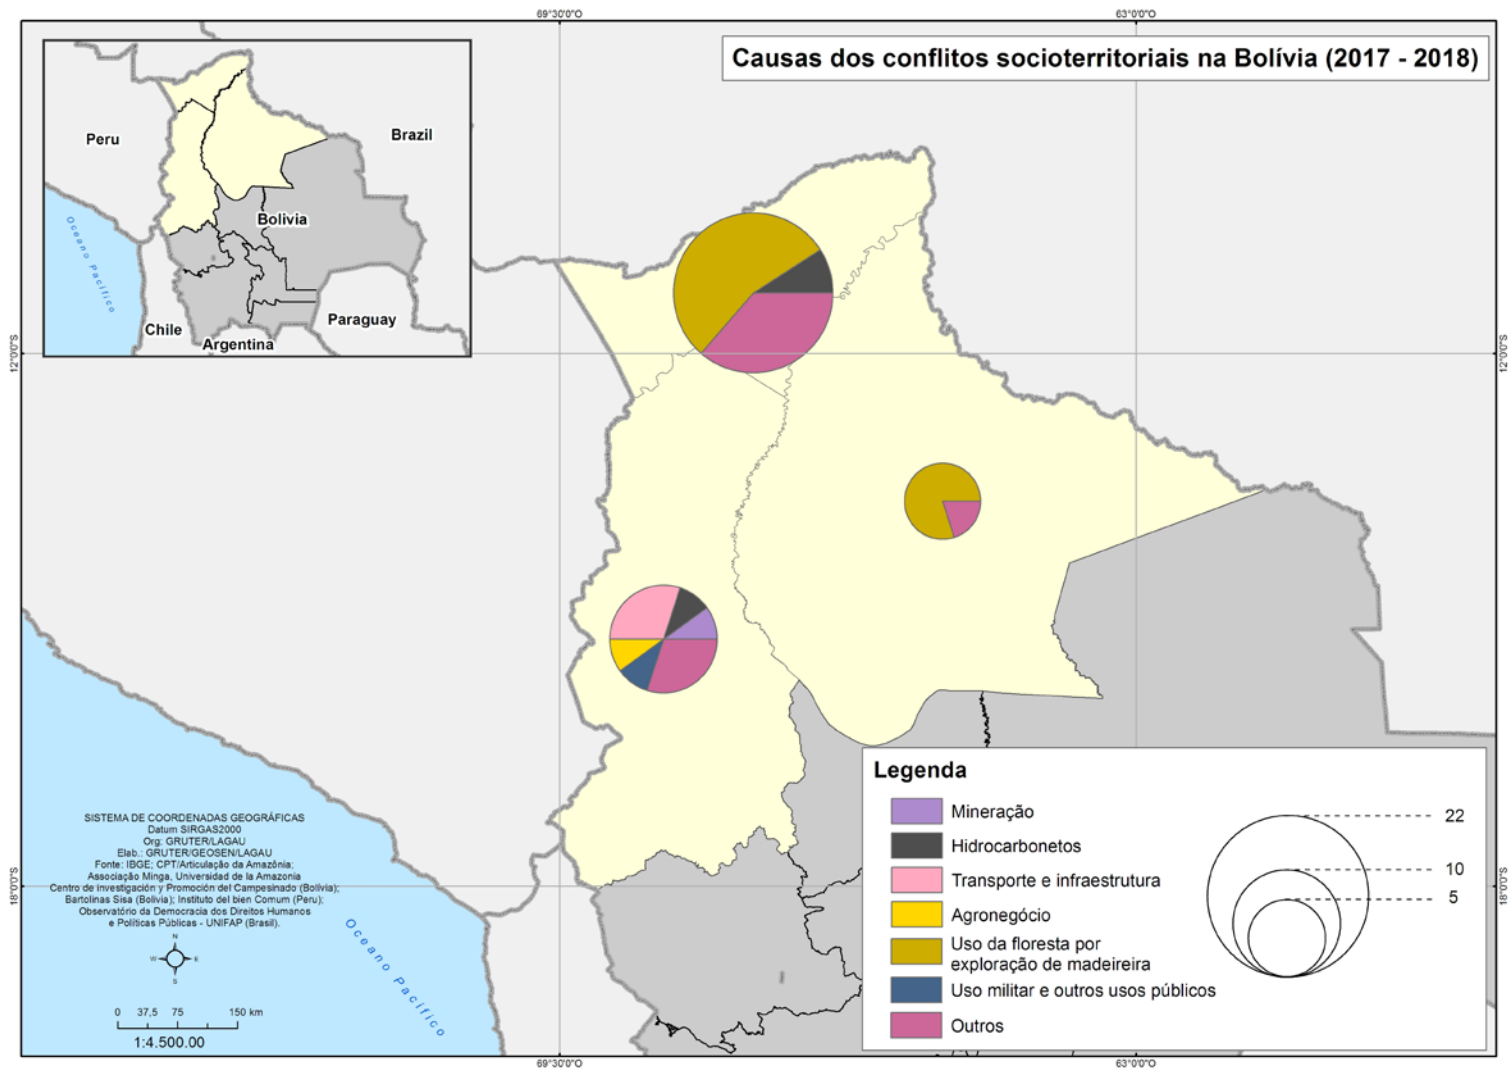 69°30'0"O
63°0'0"O
Causas dos conflitos socioterritoriais na Bolívia (2017 - 2018)
Peru
Brazil
Bolivia
Oceano Pacífico
Chile
Paraguay
Argentina
12°0'0"S
12°0'0"S
SISTEMA DE COORDENADAS GEOGRÁFICAS
Datum SIRGAS2000
Org: GRUTER/LAGAU
Elab.: GRUTER/GEOSEN/LAGAU
Fonte: IBGE; CPT/Articulação da Amazônia;
Associação Minga, Universidad de la Amazonia
Centro de investigación y Promoción del Campesinado (Bolívia);
Bartolinas Sisa (Bolivia); Instituto del bien Comum (Peru);
Observatório da Democracia dos Direitos Humanos
e Políticas Públicas - UNIFAP (Brasil).
N
W
E
S
0 37,5 75 150 km
1:4.500.00
Oceano Pacífico
18°0'0"S
18°0'0"S
Legenda
Mineração
Hidrocarbonetos
Transporte e infraestrutura
Agronegócio
Uso da floresta por
exploração de madeireira
Uso militar e outros usos públicos
Outros
22
10
5
69°30'0"O
63°0'0"O